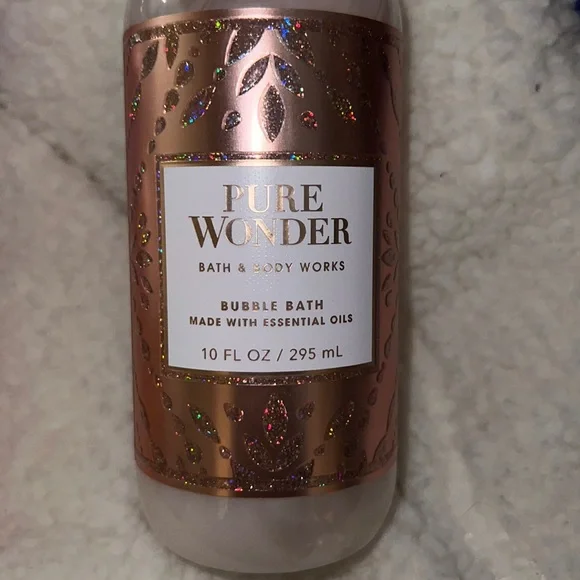 PURE
WONDER
BATH & BODY WORKS
BUBBLE BATH
MADE WITH ESSENTIAL OILS
10 FL OZ / 295 mL